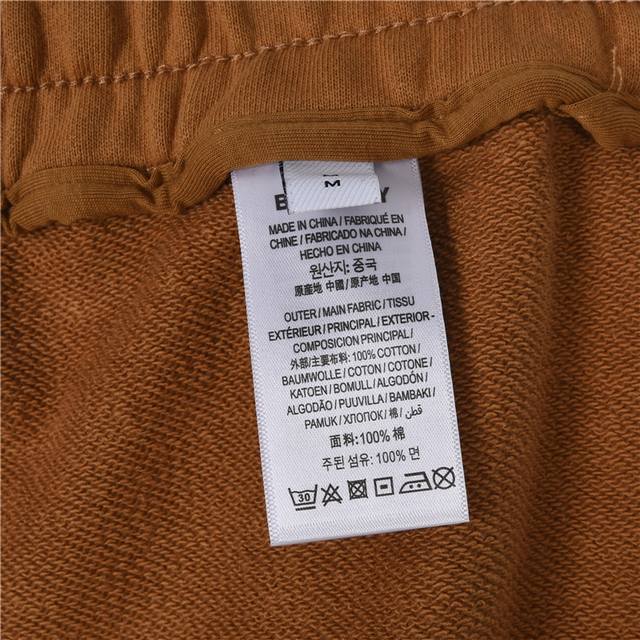 M
MADE IN CHINA / FABRIQUÉ EN
CHINE / FABRICADO NA CHINA /
HECHO EN CHINA
원산지: 중국
原産地 中國/原产地 中国
OUTER / MAIN FABRIC / TISSU
EXTÉRIEUR / PRINCIPAL / EXTERIOR-
COMPOSICION PRINCIPAL /
外部/主要布料: 100% COTTON /
BAUMWOLLE / COTON / COTONE /
KATOEN / BOMULL / ALGODÓN /
ALGODÃO / PUUVILLA / BAMBAKI /
PAMUK / ХЛОПОК / 棉 / قطن /
面料: 100% 棉
주된 섬유: 100% 면
30